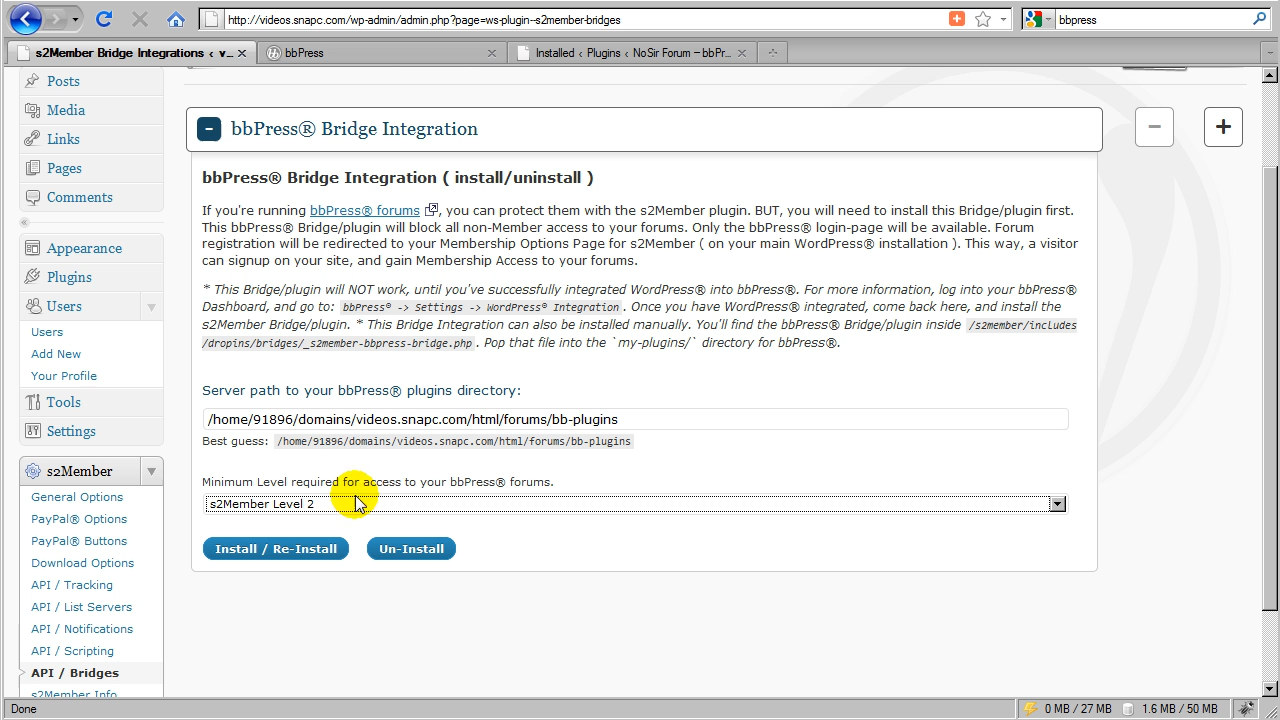 http://videos.snapc.com/wp-admin/admin.php?page=ws-plugin--s2member-bridges
bbpress
s2Member Bridge Integrations ‹ v...
bbPress
Installed ‹ Plugins ‹ NoSir Forum — bbPr...
Posts
Media
Links
Pages
Comments
Appearance
Plugins
Users
Users
Add New
Your Profile
Tools
Settings
s2Member
General Options
PayPal® Options
PayPal® Buttons
Download Options
API / Tracking
API / List Servers
API / Notifications
API / Scripting
API / Bridges
s2Member Info
bbPress® Bridge Integration
bbPress® Bridge Integration ( install/uninstall )
If you're running bbPress® forums , you can protect them with the s2Member plugin. BUT, you will need to install this Bridge/plugin first.
This bbPress® Bridge/plugin will block all non-Member access to your forums. Only the bbPress® login-page will be available. Forum
registration will be redirected to your Membership Options Page for s2Member ( on your main WordPress® installation ). This way, a visitor
can signup on your site, and gain Membership Access to your forums.
* This Bridge/plugin will NOT work, until you've successfully integrated WordPress® into bbPress®. For more information, log into your bbPress®
Dashboard, and go to: bbPress® -> Settings -> WordPress® Integration . Once you have WordPress® integrated, come back here, and install the
s2Member Bridge/plugin. * This Bridge Integration can also be installed manually. You'll find the bbPress® Bridge/plugin inside /s2member/includes
/dropins/bridges/_s2member-bbpress-bridge.php . Pop that file into the `my-plugins/` directory for bbPress®.
Server path to your bbPress® plugins directory:
/home/91896/domains/videos.snapc.com/html/forums/bb-plugins
Best guess: /home/91896/domains/videos.snapc.com/html/forums/bb-plugins
Minimum Level required for access to your bbPress® forums.
s2Member Level 2
Install / Re-Install
Un-Install
Done
0 MB / 27 MB
1.6 MB / 50 MB